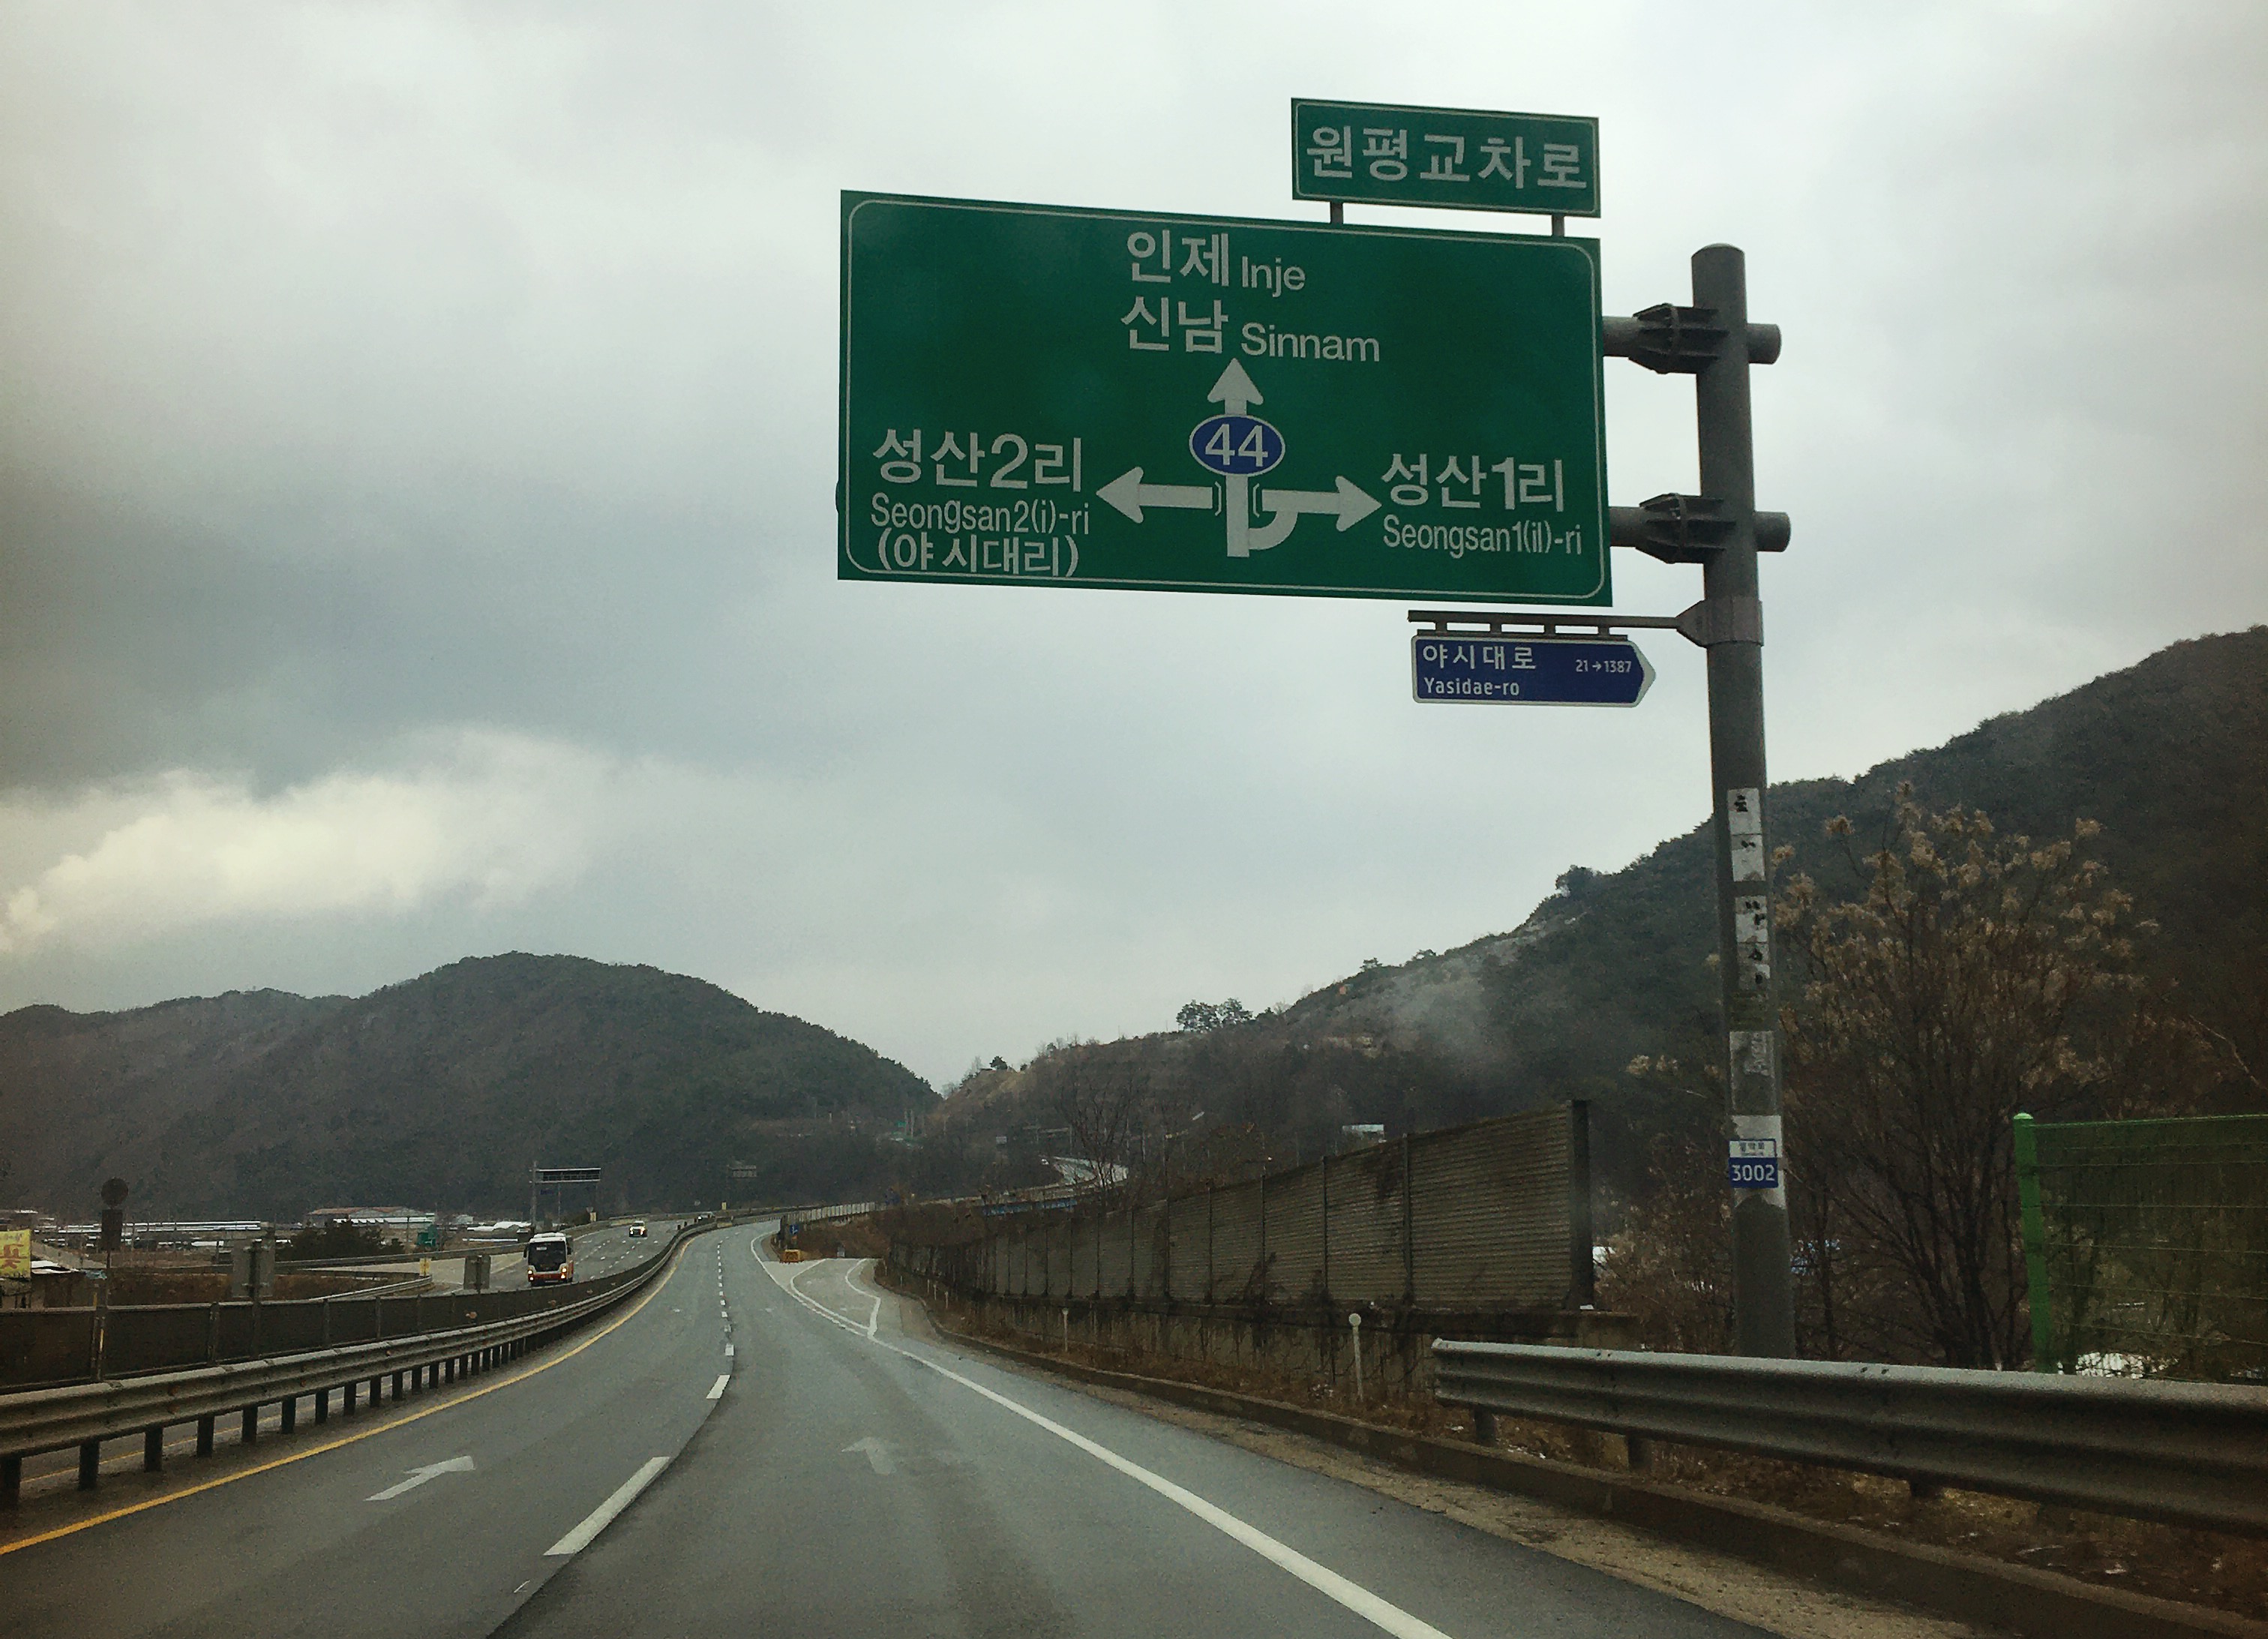 원평교차로
인제 Inje
신남 Sinnam
44
성산2리
Seongsan2(i)-ri
(야시대리)
성산1리
Seongsan1(il)-ri
야시대로 21→1387
Yasidae-ro
3002